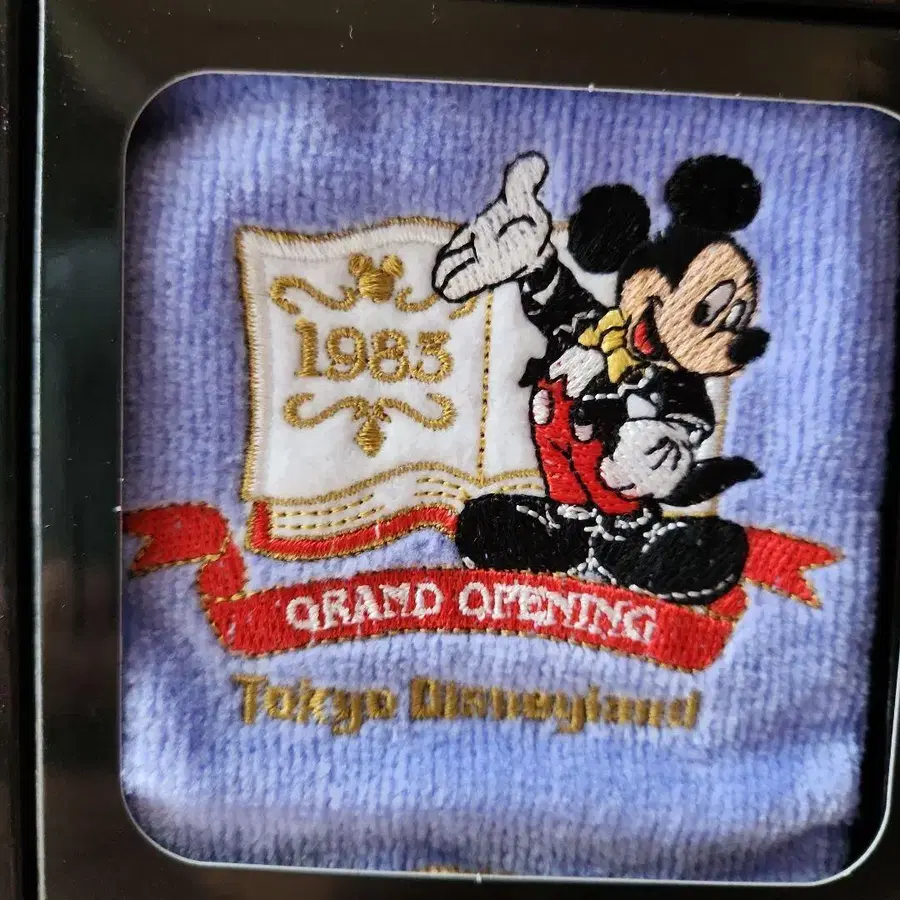 1983
GRAND OPENING
Tokyo Disneyland